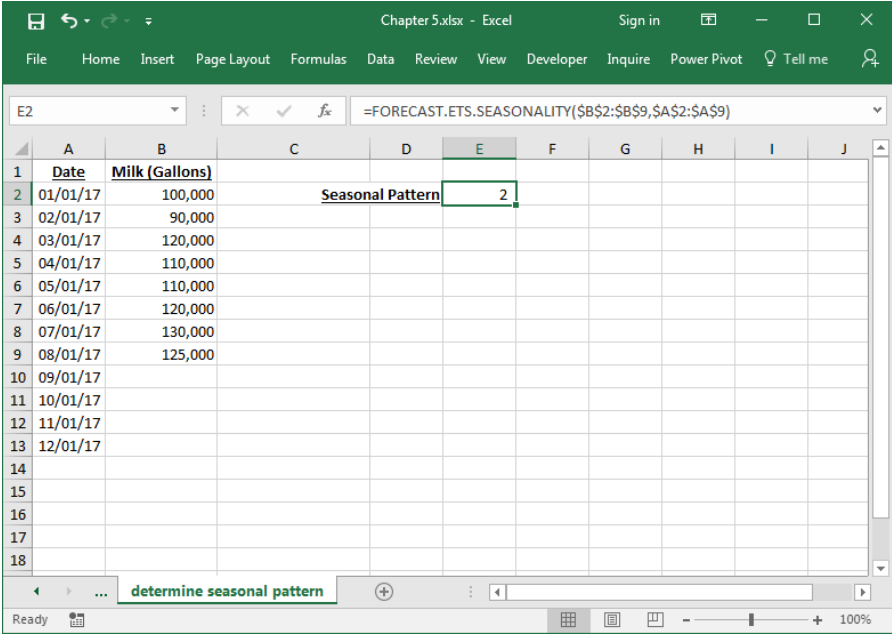 Chapter 5.xlsx - Excel Sign in
File Home Insert Page Layout Formulas Data Review View Developer Inquire Power Pivot Tell me
E2 fx =FORECAST.ETS.SEASONALITY($B$2:$B$9,$A$2:$A$9)
A B C D E F G H I J
1 Date Milk (Gallons)
2 01/01/17 100,000 Seasonal Pattern 2
3 02/01/17 90,000
4 03/01/17 120,000
5 04/01/17 110,000
6 05/01/17 110,000
7 06/01/17 120,000
8 07/01/17 130,000
9 08/01/17 125,000
10 09/01/17
11 10/01/17
12 11/01/17
13 12/01/17
14
15
16
17
18
... determine seasonal pattern
Ready 100%